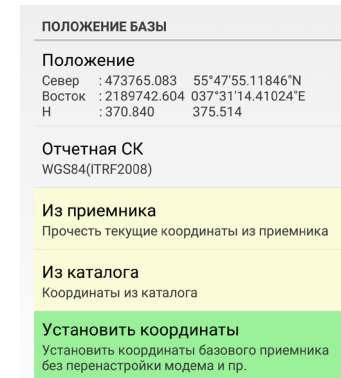 ПОЛОЖЕНИЕ БАЗЫ
Положение
Север : 473765.083 55°47'55.11846"N
Восток : 2189742.604 037°31'14.41024"E
H : 370.840 375.514
Отчетная СК
WGS84(ITRF2008)
Из приемника
Прочесть текущие координаты из приемника
Из каталога
Координаты из каталога
Установить координаты
Установить координаты базового приемника
без перенастройки модема и пр.